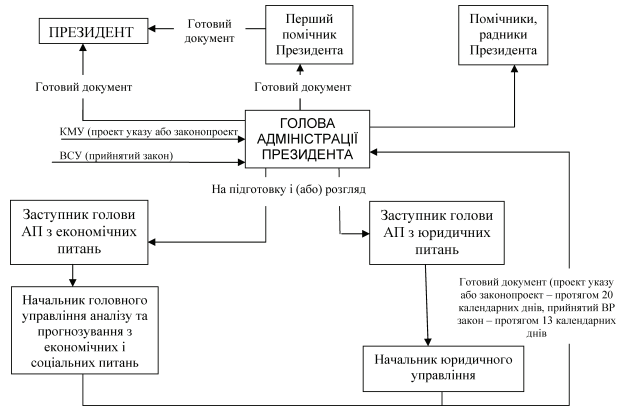 ПРЕЗИДЕНТ
Готовий
документ
Перший
помічник
Президента
Помічники,
радники
Президента
Готовий документ
Готовий документ
КМУ (проект указу або законопроект
ВСУ (прийнятий закон)
ГОЛОВА
АДМІНІСТРАЦІЇ
ПРЕЗИДЕНТА
На підготовку і (або) розгляд
Заступник голови
АП з економічних
питань
Заступник голови
АП з юридичних
питань
Начальник головного
управління аналізу та
прогнозування з
економічних і
соціальних питань
Готовий документ (проект указу
або законопроект – протягом 20
календарних днів, прийнятий ВР
закон – протягом 13 календарних
днів
Начальник юридичного
управління